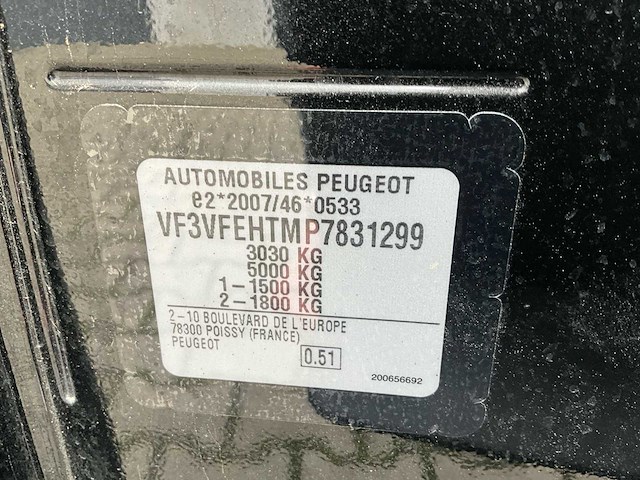 AUTOMOBILES PEUGEOT
e2*2007/46*0533
VF3VFEHTMP7831299
3030 KG
5000 KG
1-1500 KG
2-1800 KG
2-10 BOULEVARD DE L'EUROPE
78300 POISSY (FRANCE)
PEUGEOT
0.51
200656692